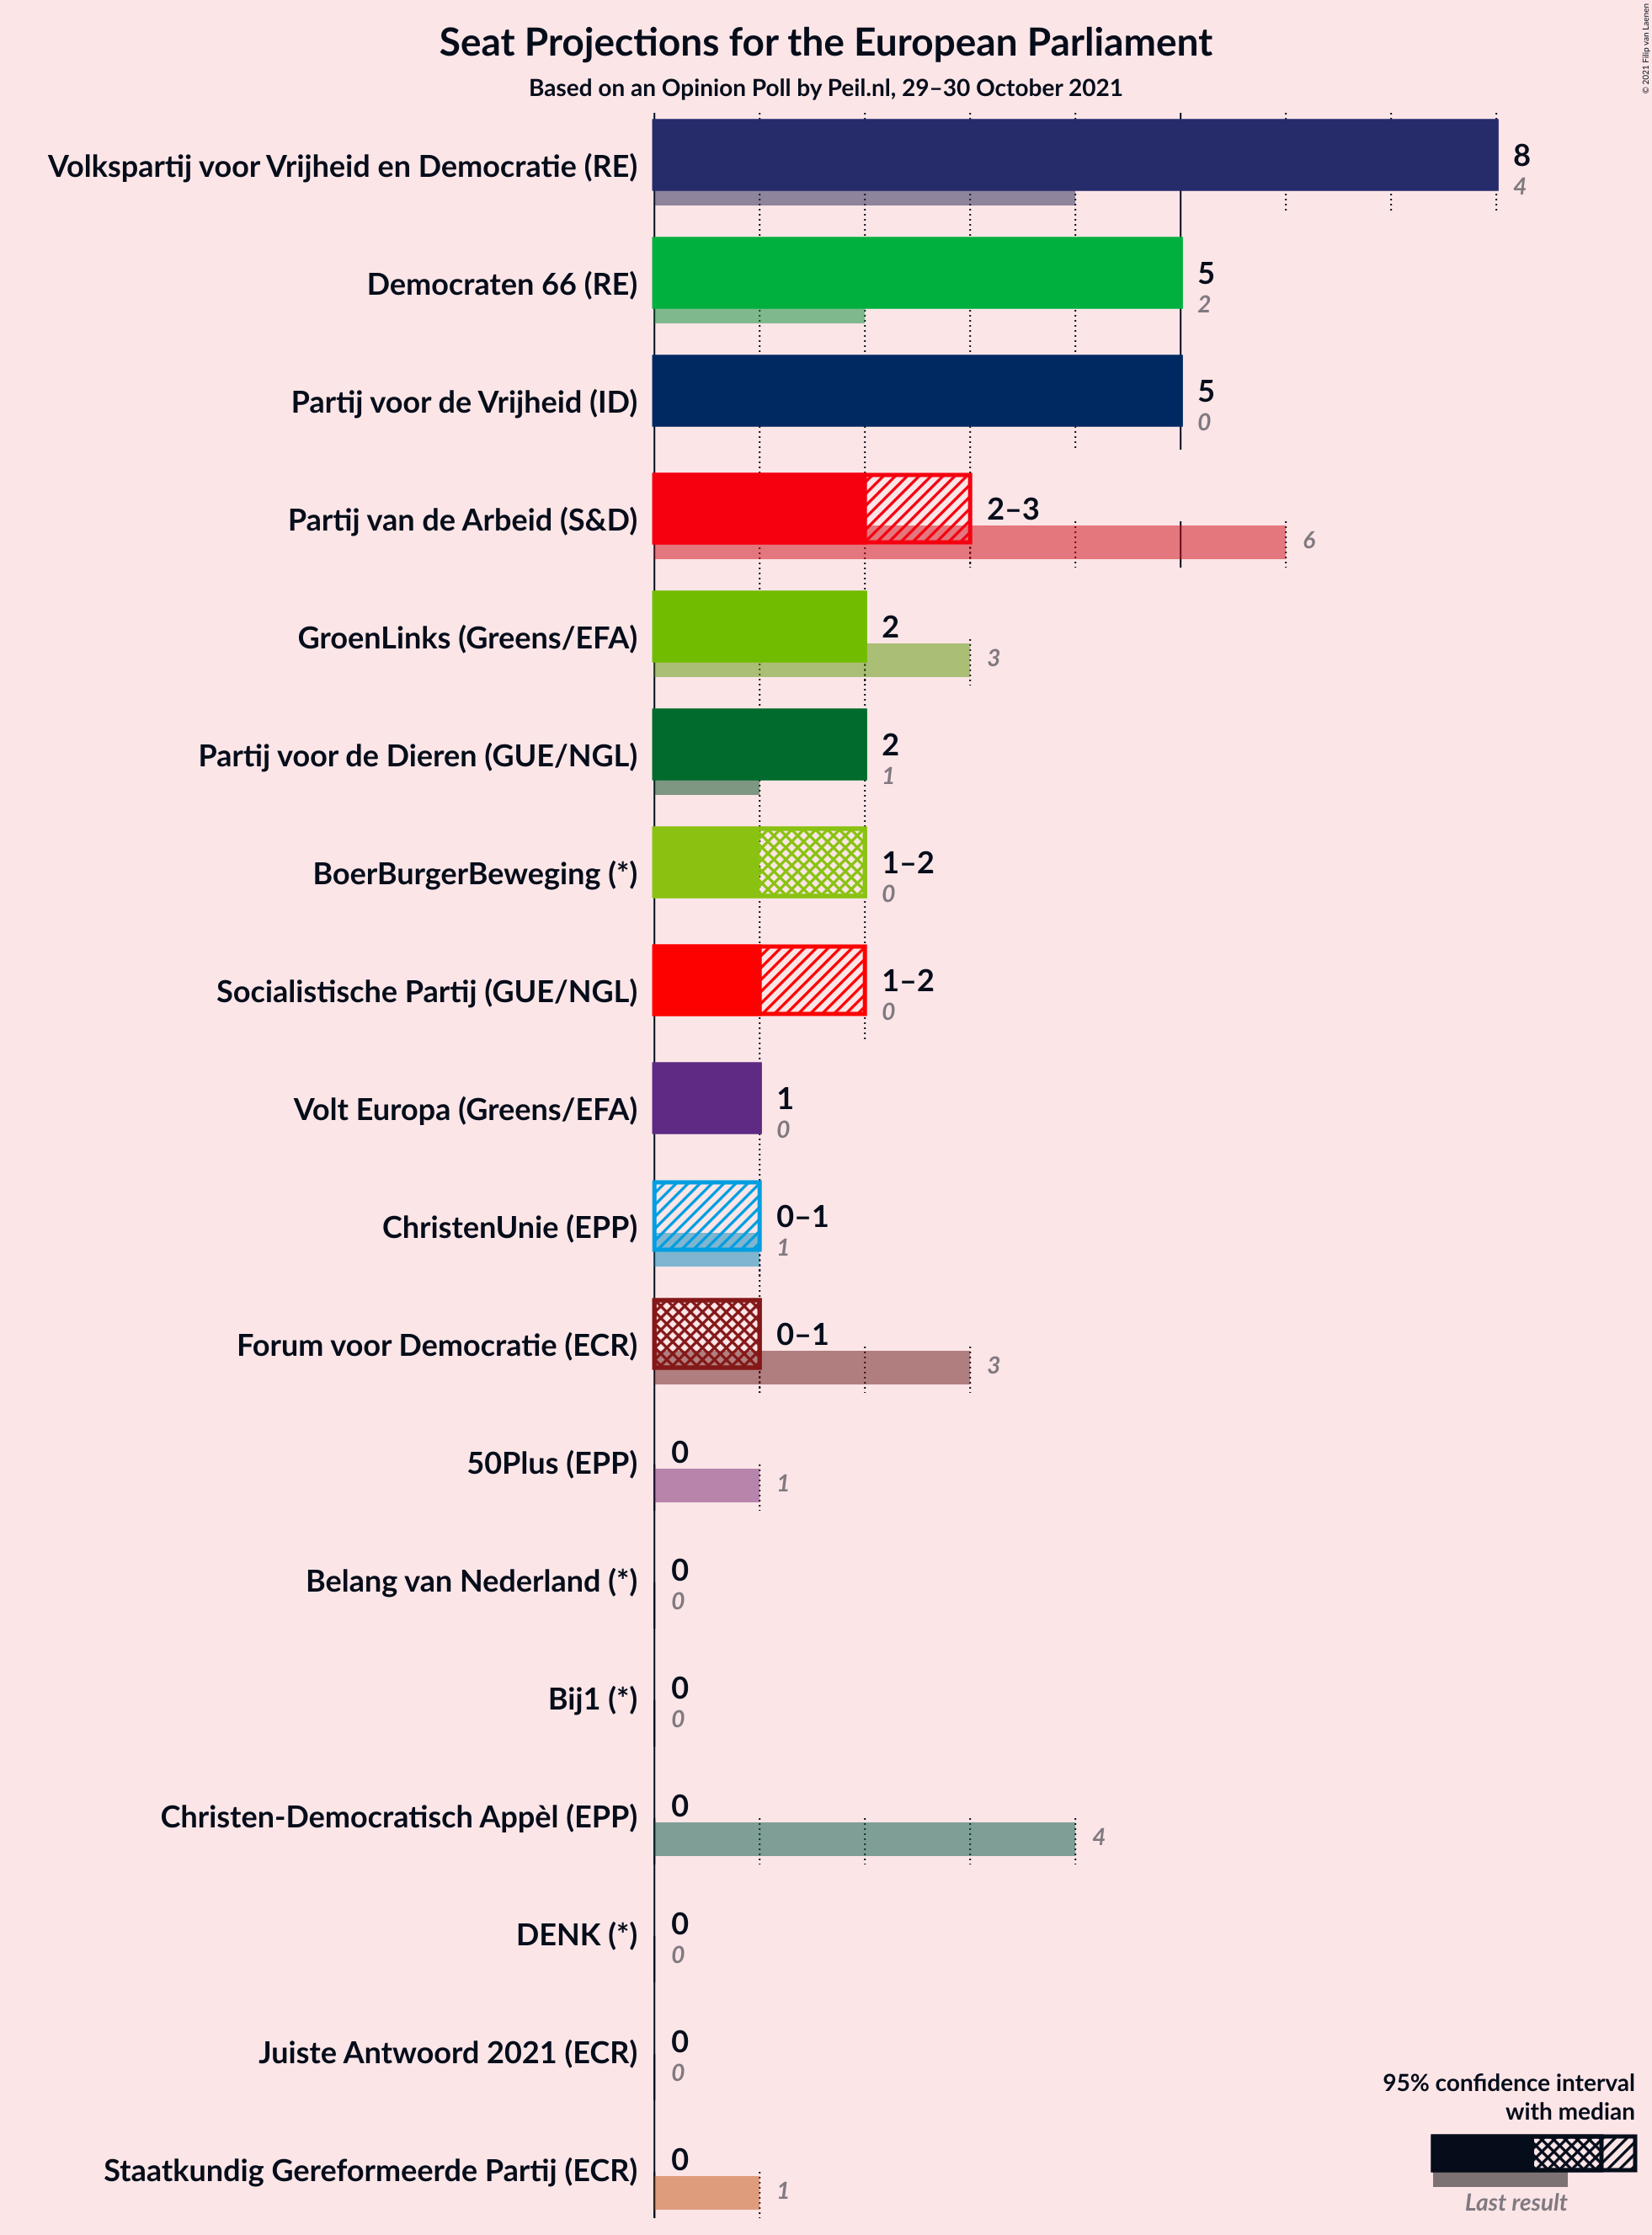 Seat Projections for the European Parliament
Based on an Opinion Poll by Peil.nl, 29–30 October 2021
© 2021 Filip van Laenen
Volkspartij voor Vrijheid en Democratie (RE)
8
4
Democraten 66 (RE)
5
2
Partij voor de Vrijheid (ID)
5
0
Partij van de Arbeid (S&D)
2–3
6
GroenLinks (Greens/EFA)
2
3
Partij voor de Dieren (GUE/NGL)
2
1
BoerBurgerBeweging (*)
1–2
0
Socialistische Partij (GUE/NGL)
1–2
0
Volt Europa (Greens/EFA)
1
0
ChristenUnie (EPP)
0–1
1
Forum voor Democratie (ECR)
0–1
3
50Plus (EPP)
0
1
Belang van Nederland (*)
0
0
Bij1 (*)
0
0
Christen-Democratisch Appèl (EPP)
0
4
DENK (*)
0
0
Juiste Antwoord 2021 (ECR)
0
0
Staatkundig Gereformeerde Partij (ECR)
0
1
95% confidence interval
with median
Last result